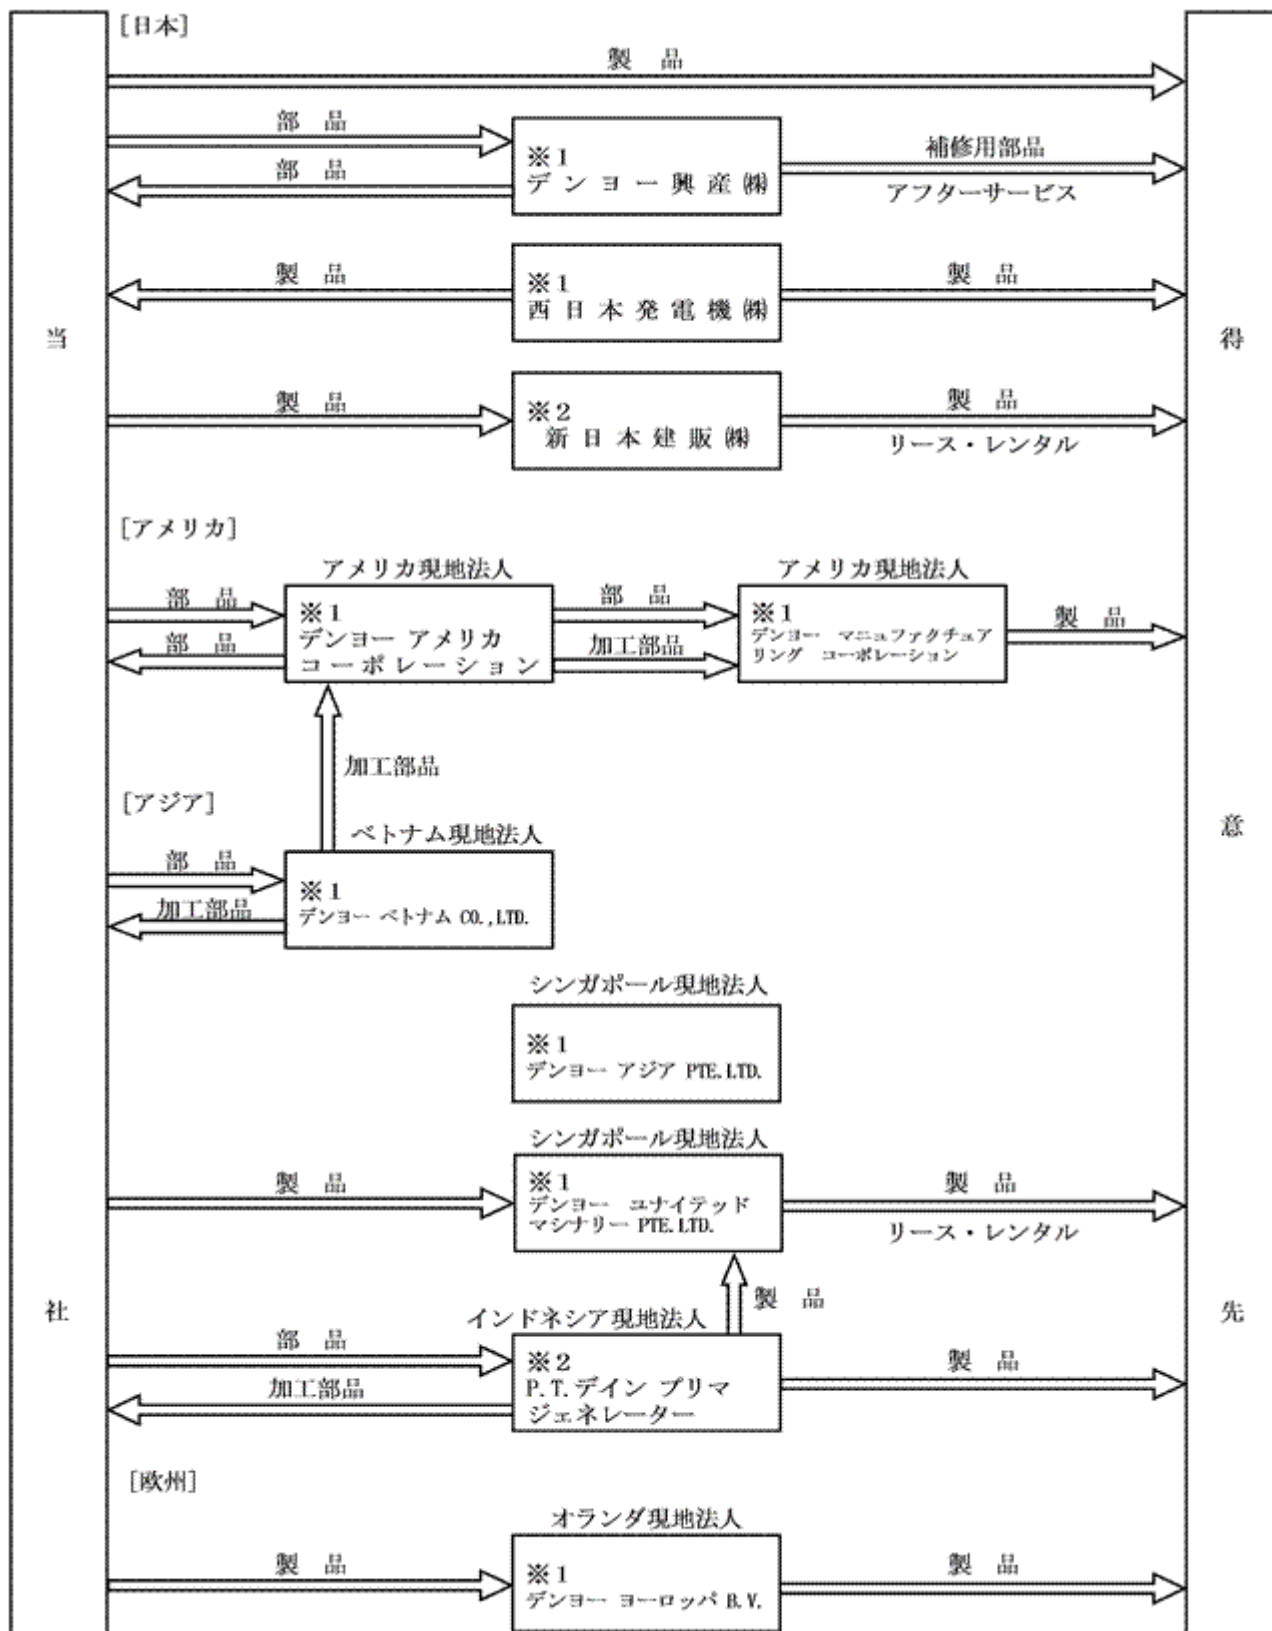 [日本]
製 品
部 品
部 品
※1
デンヨー興産㈱
補修用部品
アフターサービス
製 品
※1
西日本発電機㈱
製 品
製 品
※2
新日本建販㈱
製 品
リース・レンタル
当
得
[アメリカ]
アメリカ現地法人
アメリカ現地法人
部 品
部 品
※1
デンヨー アメリカ
コーポレーション
部 品
加工部品
※1
デンヨー マニュファクチュア
リング コーポレーション
製 品
加工部品
[アジア]
ベトナム現地法人
部 品
加工部品
※1
デンヨー ベトナム CO.,LTD.
意
シンガポール現地法人
※1
デンヨー アジア PTE.LTD.
シンガポール現地法人
製 品
※1
デンヨー ユナイテッド
マシナリー PTE.LTD.
製 品
リース・レンタル
製 品
社
先
インドネシア現地法人
部 品
加工部品
※2
P.T.デイン プリマ
ジェネレーター
製 品
[欧州]
オランダ現地法人
製 品
※1
デンヨー ヨーロッパ B.V.
製 品